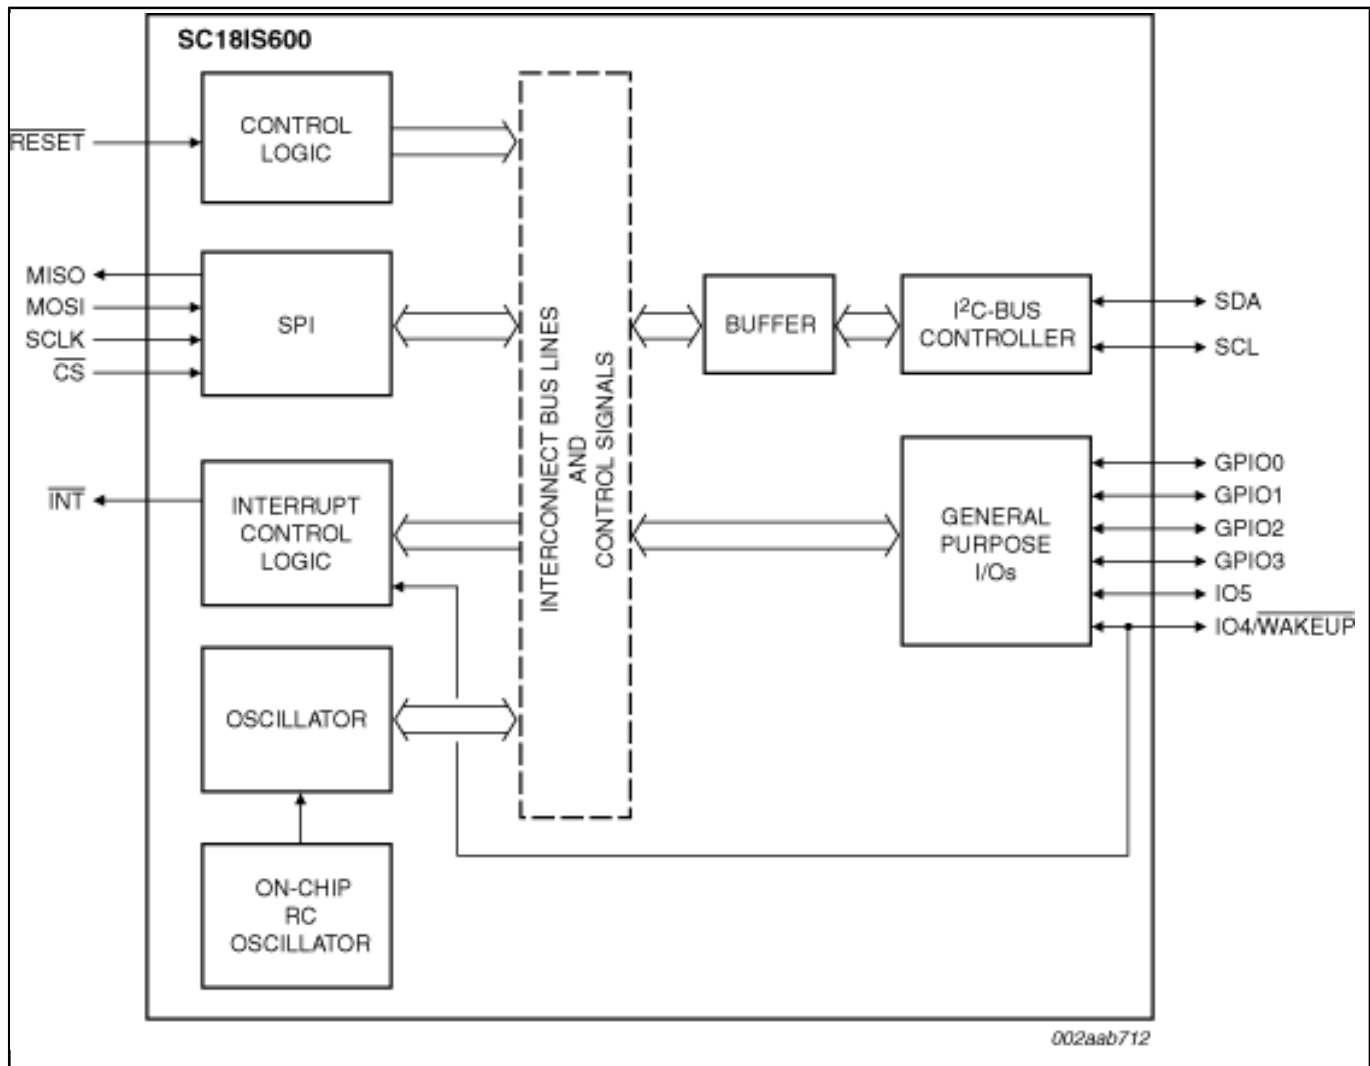 SC18IS600
CONTROL
LOGIC
RESET
MISO
MOSI
SCLK
CS
SPI
INT
INTERRUPT
CONTROL
LOGIC
OSCILLATOR
ON-CHIP
RC
OSCILLATOR
INTERCONNECT BUS LINES
AND
CONTROL SIGNALS
BUFFER
I²C-BUS
CONTROLLER
SDA
SCL
GENERAL
PURPOSE
I/Os
GPIO0
GPIO1
GPIO2
GPIO3
IO5
IO4/WAKEUP
002aab712